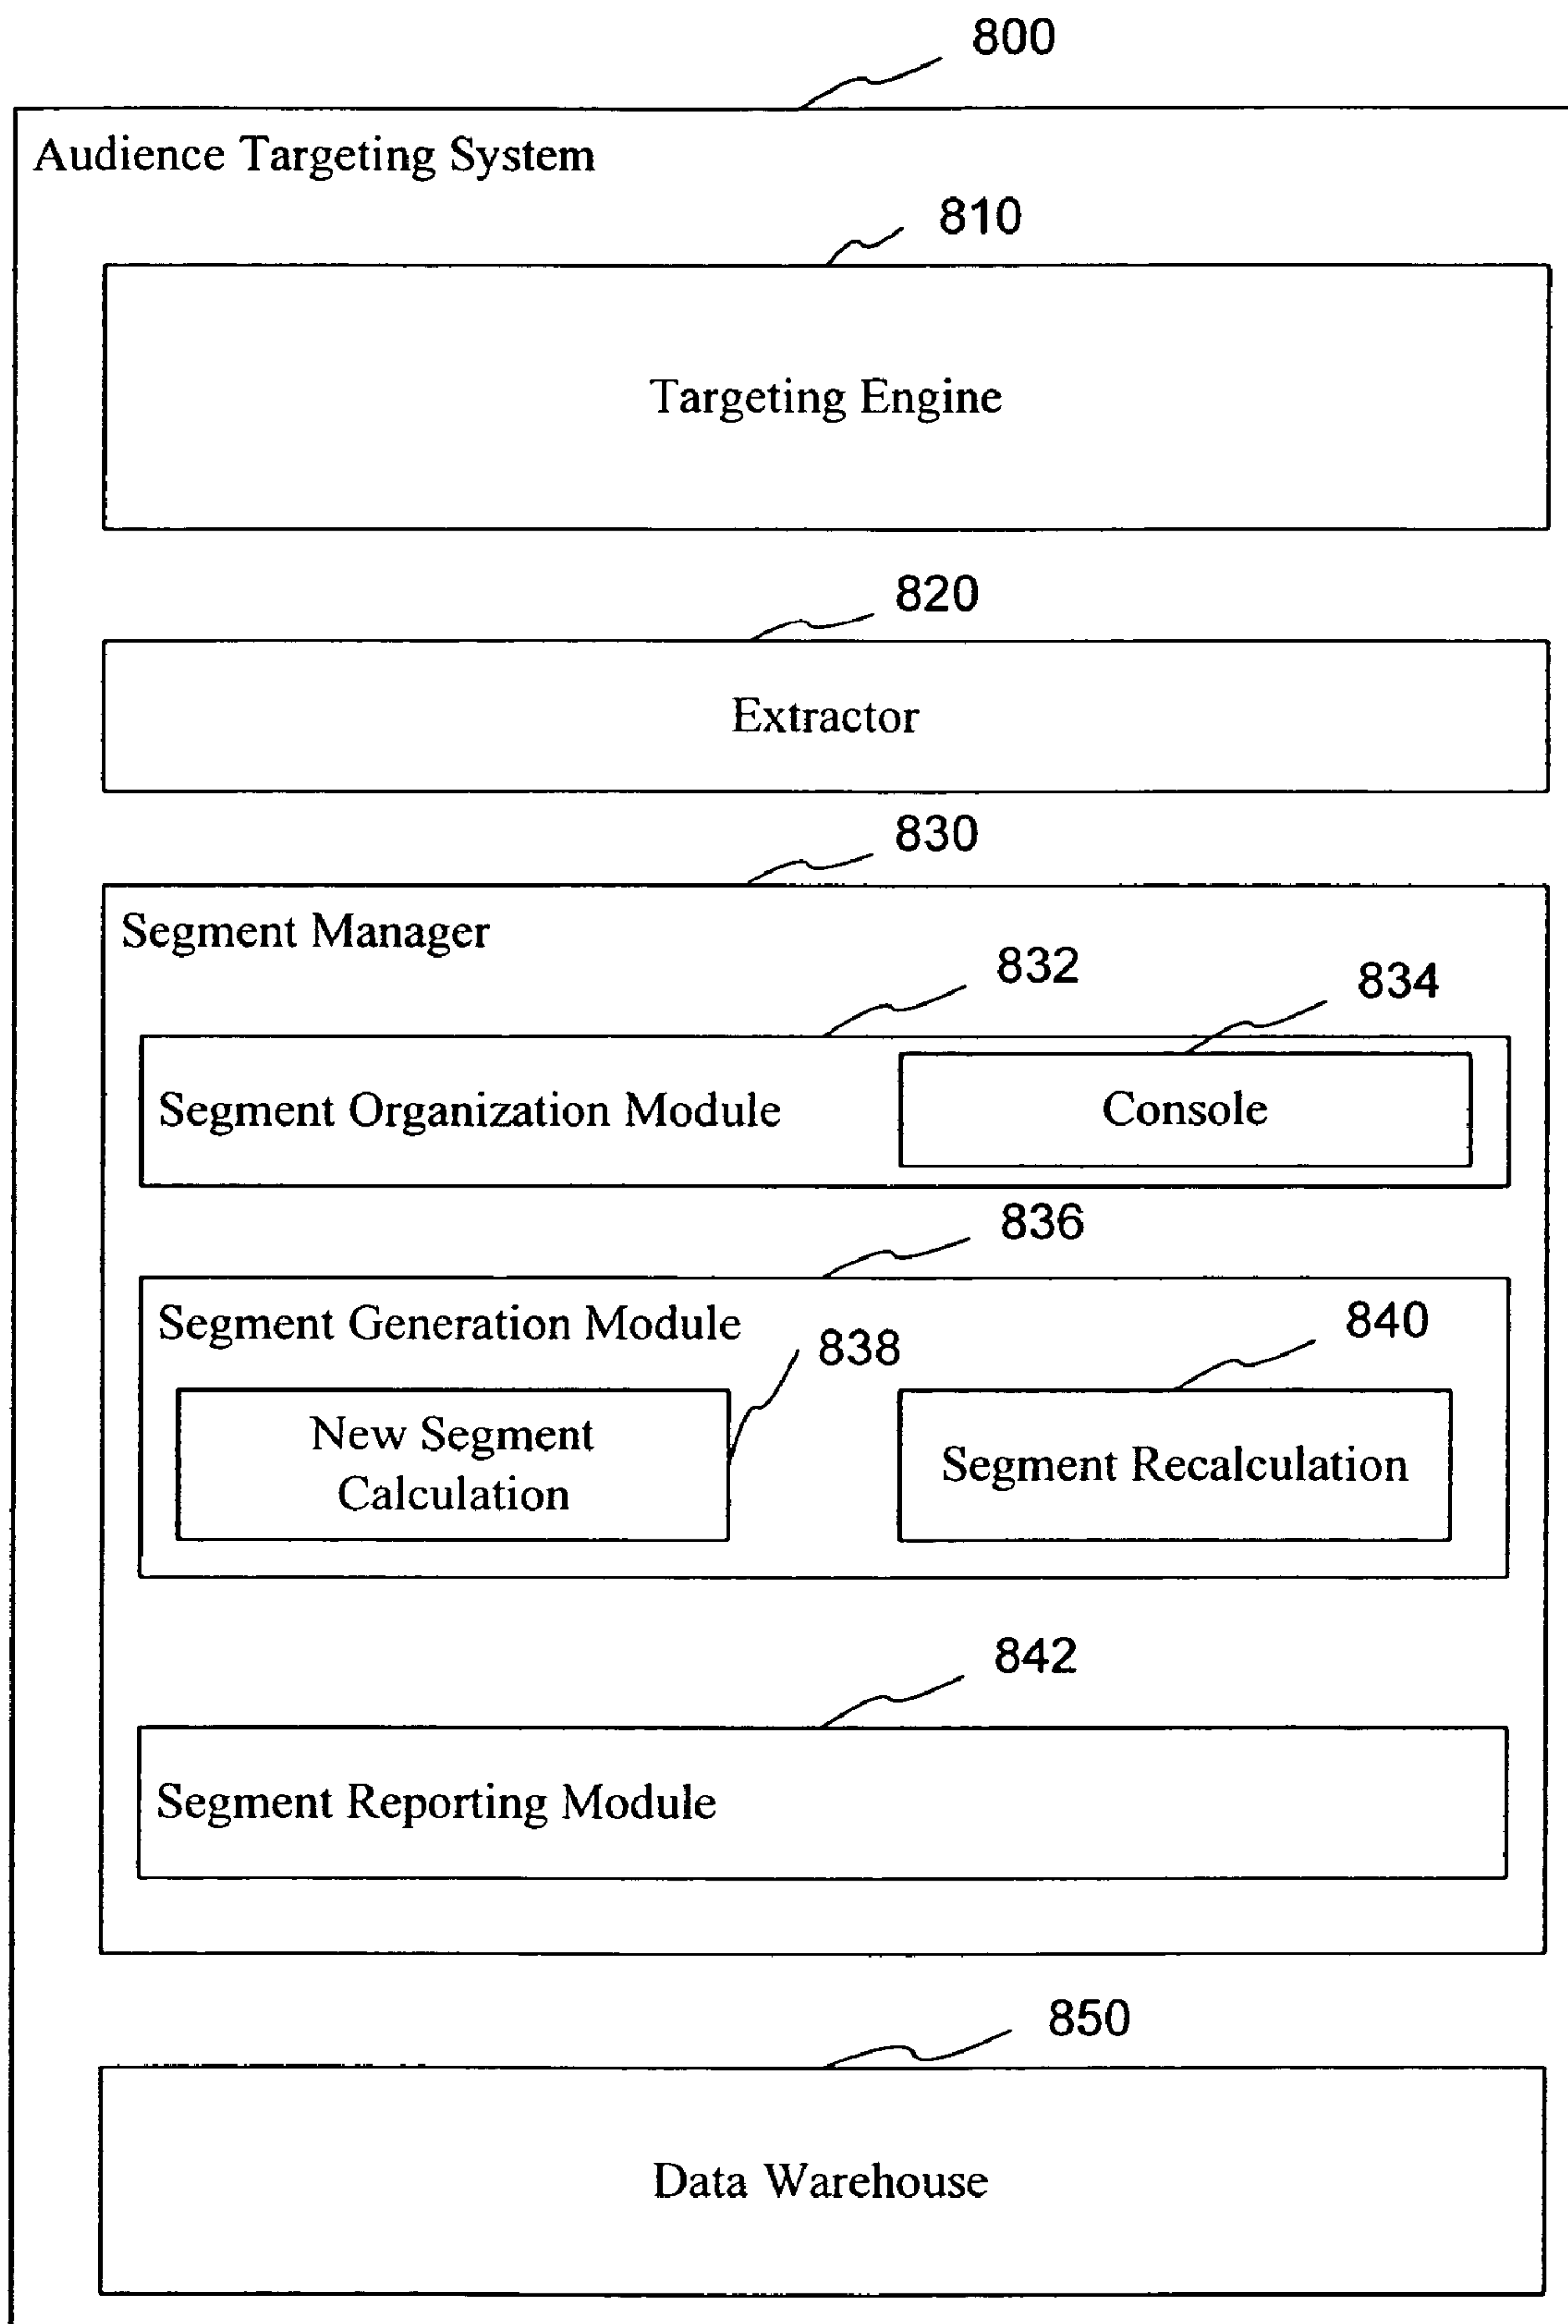 800
Audience Targeting System
810
Targeting Engine
820
Extractor
830
Segment Manager
832
834
Segment Organization Module
Console
836
Segment Generation Module
838
840
New Segment
Calculation
Segment Recalculation
842
Segment Reporting Module
850
Data Warehouse